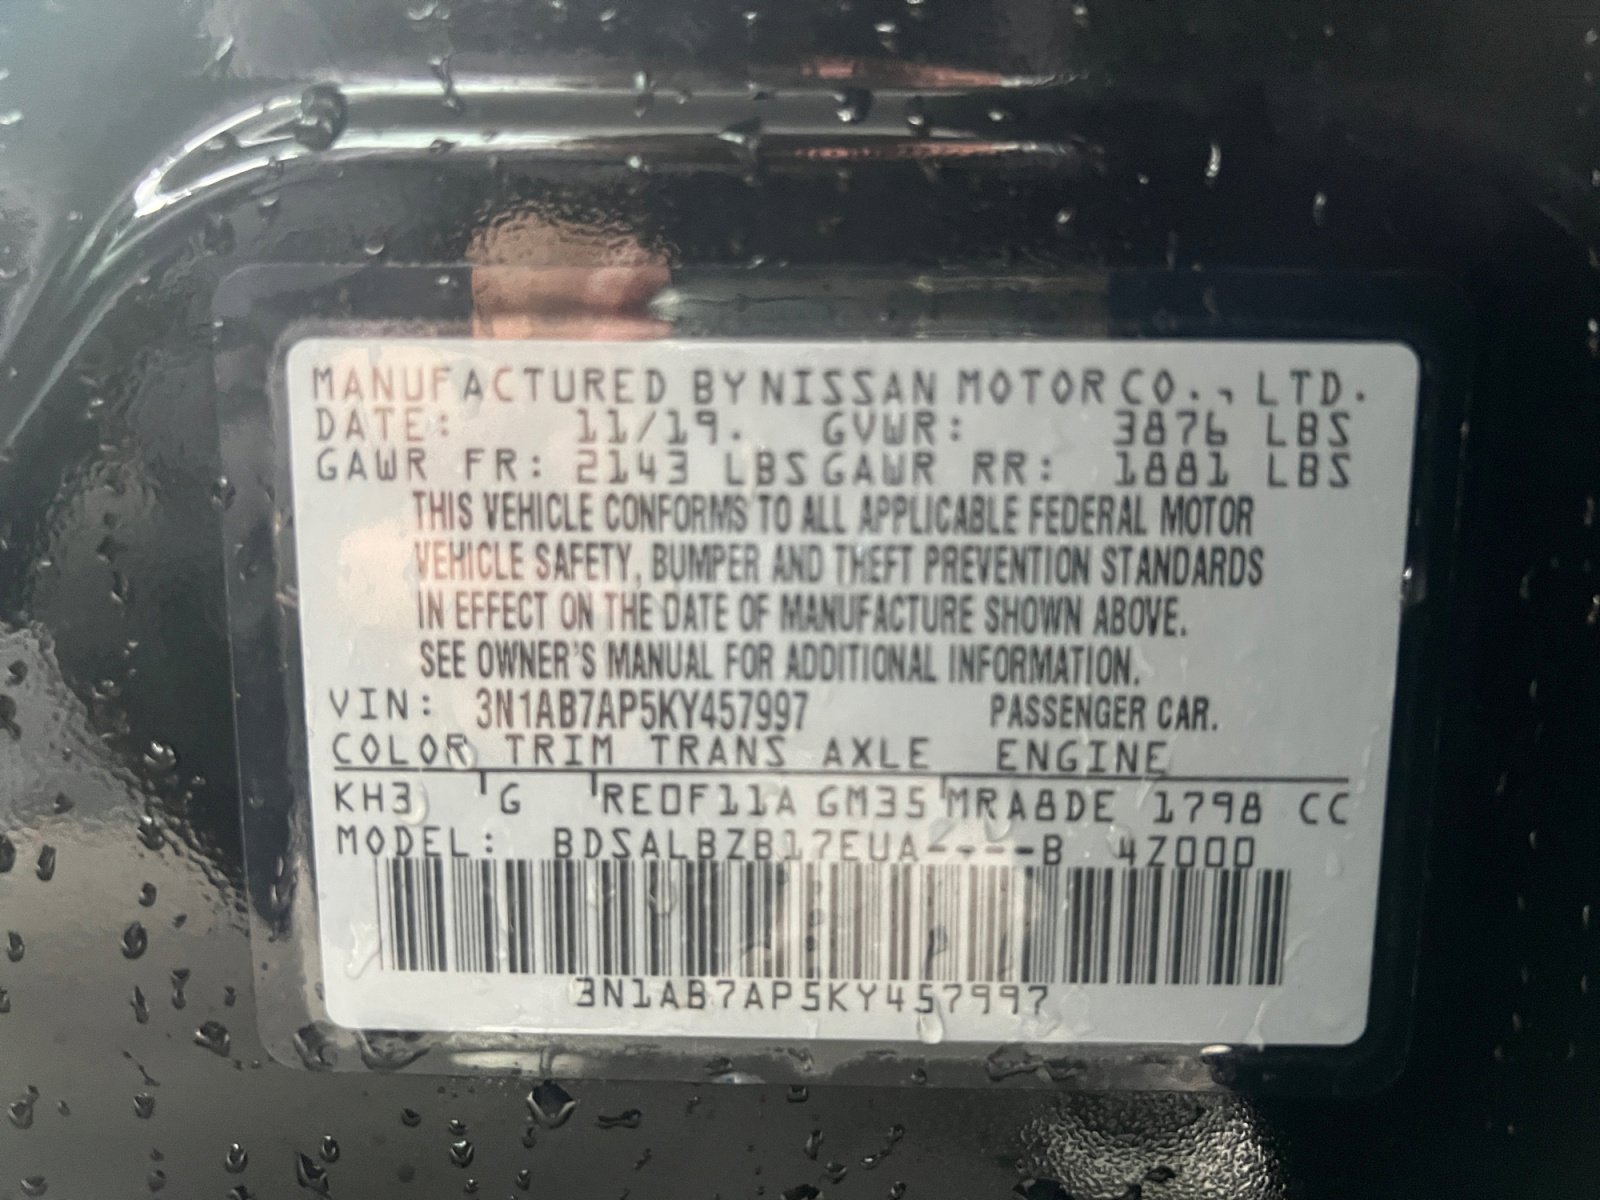 MANUFACTURED BY NISSAN MOTOR CO., LTD.
DATE: 11/19. GVWR: 3876 LBS
GAWR FR: 2143 LBS GAWR RR: 1881 LBS
THIS VEHICLE CONFORMS TO ALL APPLICABLE FEDERAL MOTOR
VEHICLE SAFETY, BUMPER AND THEFT PREVENTION STANDARDS
IN EFFECT ON THE DATE OF MANUFACTURE SHOWN ABOVE.
SEE OWNER'S MANUAL FOR ADDITIONAL INFORMATION.
VIN: 3N1AB7AP5KY457997 PASSENGER CAR.
COLOR TRIM TRANS AXLE ENGINE
KH3 G RE0F11A GM35 MRA8DE 1798 CC
MODEL: BDSALBZB17EUA----B 4Z000
3N1AB7AP5KY457997